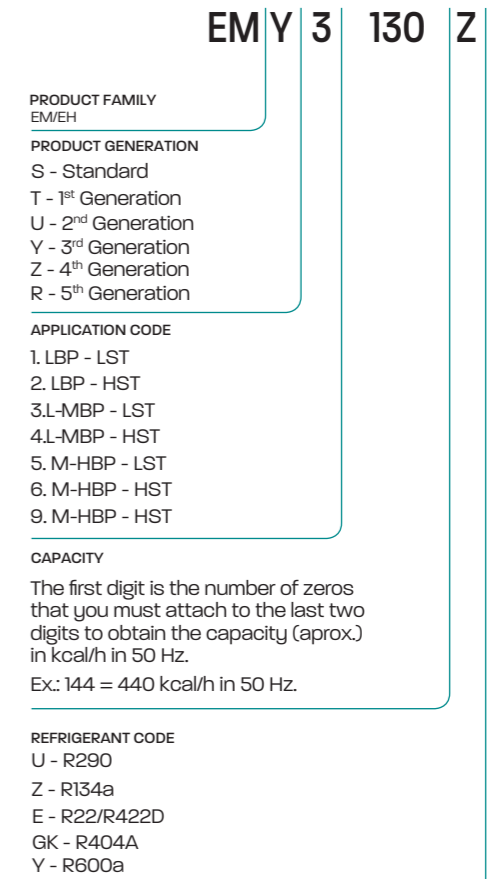 EM Y 3 130 Z
PRODUCT FAMILY
EM/EH
PRODUCT GENERATION
S - Standard
T - 1st Generation
U - 2nd Generation
Y - 3rd Generation
Z - 4th Generation
R - 5th Generation
APPLICATION CODE
1. LBP - LST
2. LBP - HST
3.L-MBP - LST
4.L-MBP - HST
5. M-HBP - LST
6. M-HBP - HST
9. M-HBP - HST
CAPACITY
The first digit is the number of zeros
that you must attach to the last two
digits to obtain the capacity (aprox.)
in kcal/h in 50 Hz.
Ex.: 144 = 440 kcal/h in 50 Hz.
REFRIGERANT CODE
U - R290
Z - R134a
E - R22/R422D
GK - R404A
Y - R600a